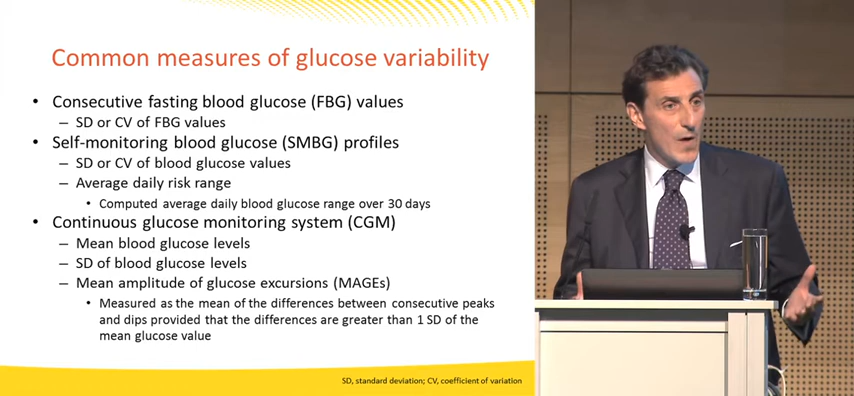 Common measures of glucose variability
• Consecutive fasting blood glucose (FBG) values
– SD or CV of FBG values
• Self-monitoring blood glucose (SMBG) profiles
– SD or CV of blood glucose values
– Average daily risk range
• Computed average daily blood glucose range over 30 days
• Continuous glucose monitoring system (CGM)
– Mean blood glucose levels
– SD of blood glucose levels
– Mean amplitude of glucose excursions (MAGEs)
• Measured as the mean of the differences between consecutive peaks
and dips provided that the differences are greater than 1 SD of the
mean glucose value
SD, standard deviation; CV, coefficient of variation